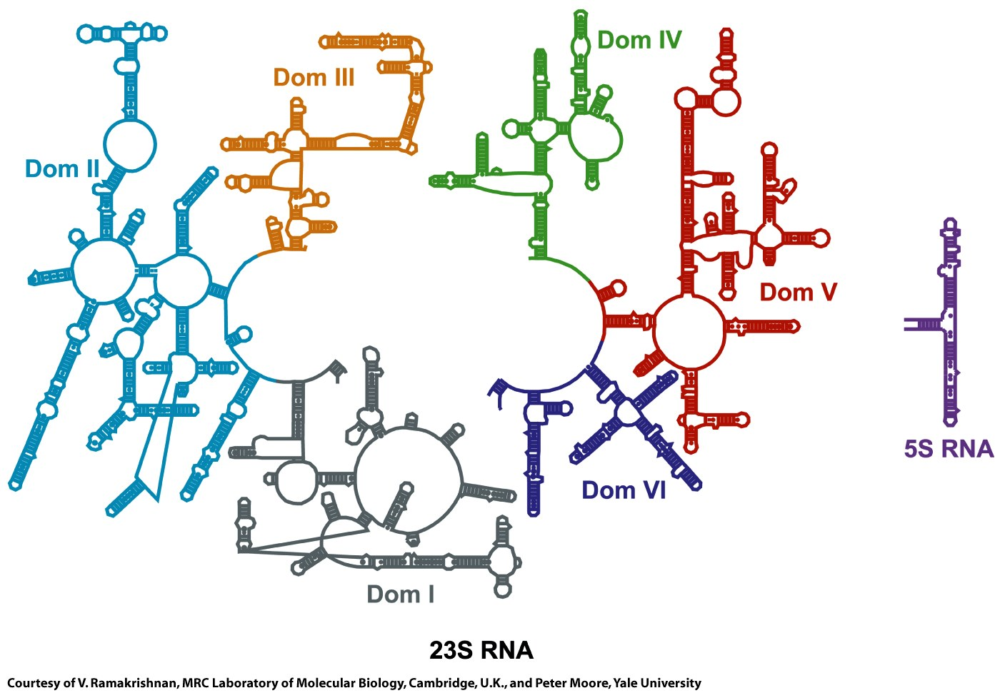 Dom IV
Dom III
Dom II
Dom V
5S RNA
Dom VI
Dom I
23S RNA
Courtesy of V. Ramakrishnan, MRC Laboratory of Molecular Biology, Cambridge, U.K., and Peter Moore, Yale University